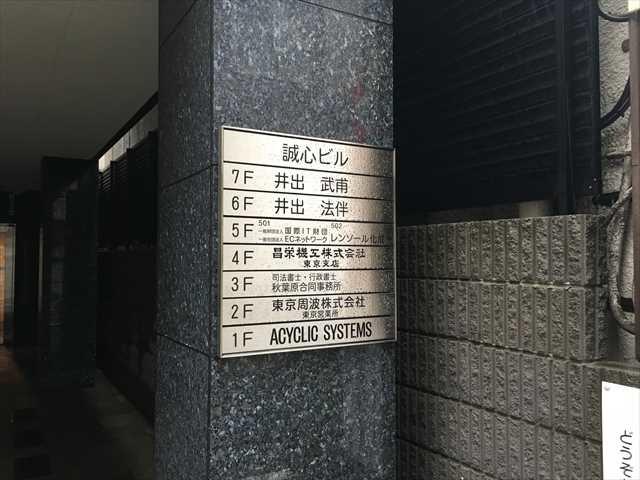 誠心ビル
7F 井出 武甫
6F 井出 法伴
5F 501 一般財団法人 国際IT財団 502 レンゾール化成
一般社団法人 ECネットワーク
4F 昌栄機工株式会社
東京支店
3F 司法書士・行政書士
秋葉原合同事務所
2F 東京周波株式会社
東京営業所
1F ACYCLIC SYSTEMS